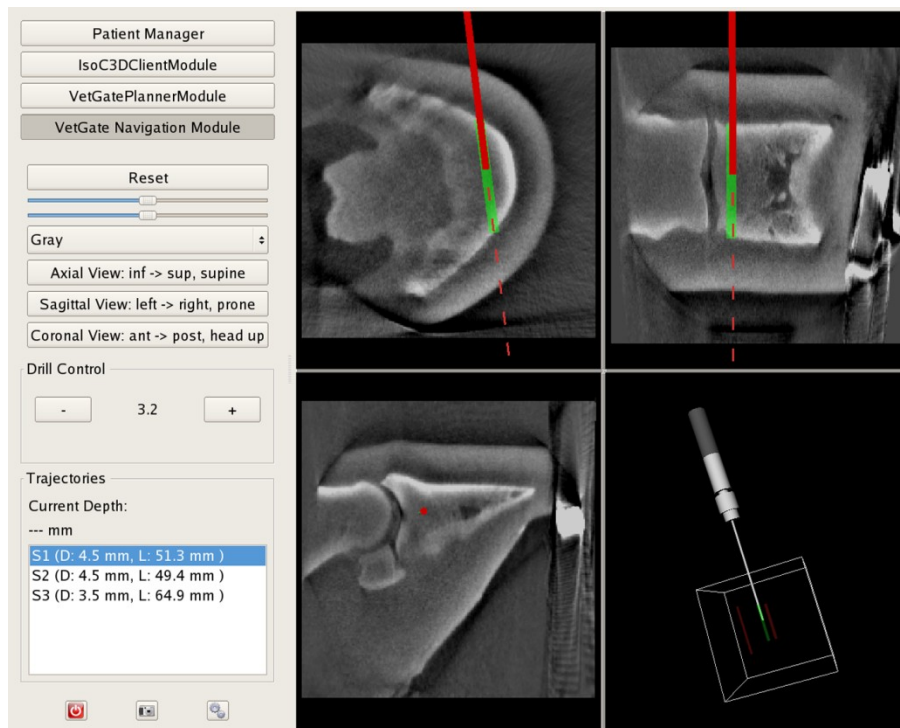 Patient Manager
IsoC3DClientModule
VetGatePlannerModule
VetGate Navigation Module
Reset
Gray
Axial View: inf -> sup, supine
Sagittal View: left -> right, prone
Coronal View: ant -> post, head up
Drill Control
-
3.2
+
Trajectories
Current Depth:
--- mm
S1 (D: 4.5 mm, L: 51.3 mm )
S2 (D: 4.5 mm, L: 49.4 mm )
S3 (D: 3.5 mm, L: 64.9 mm )